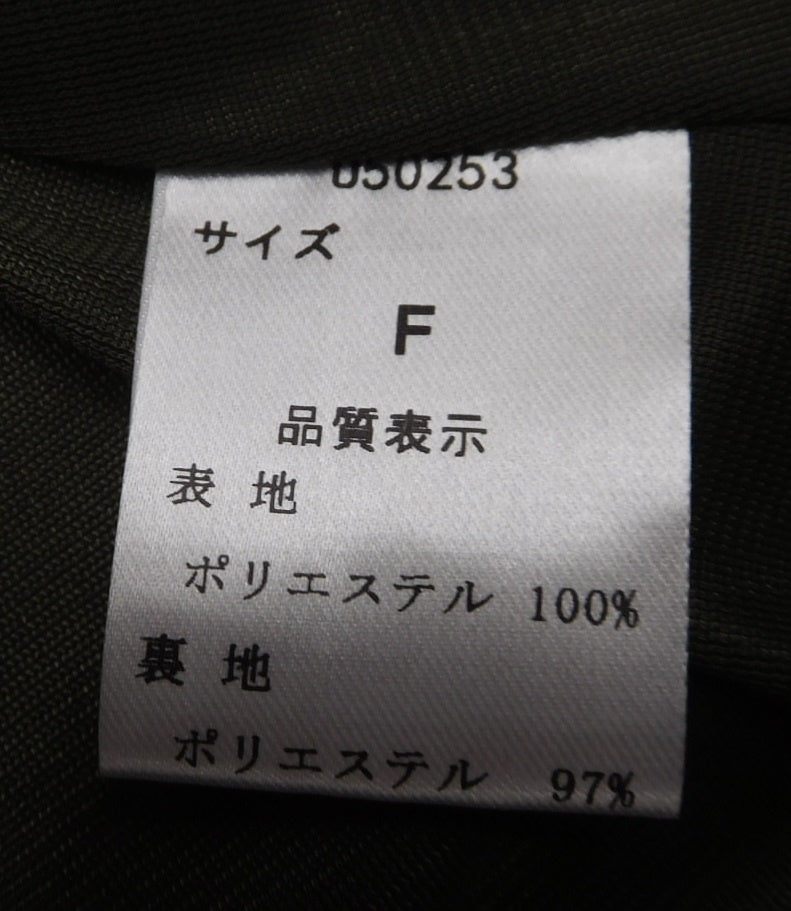 050253
サイズ
F
品質表示
表 地
ポリエステル 100%
裏 地
ポリエステル 97%